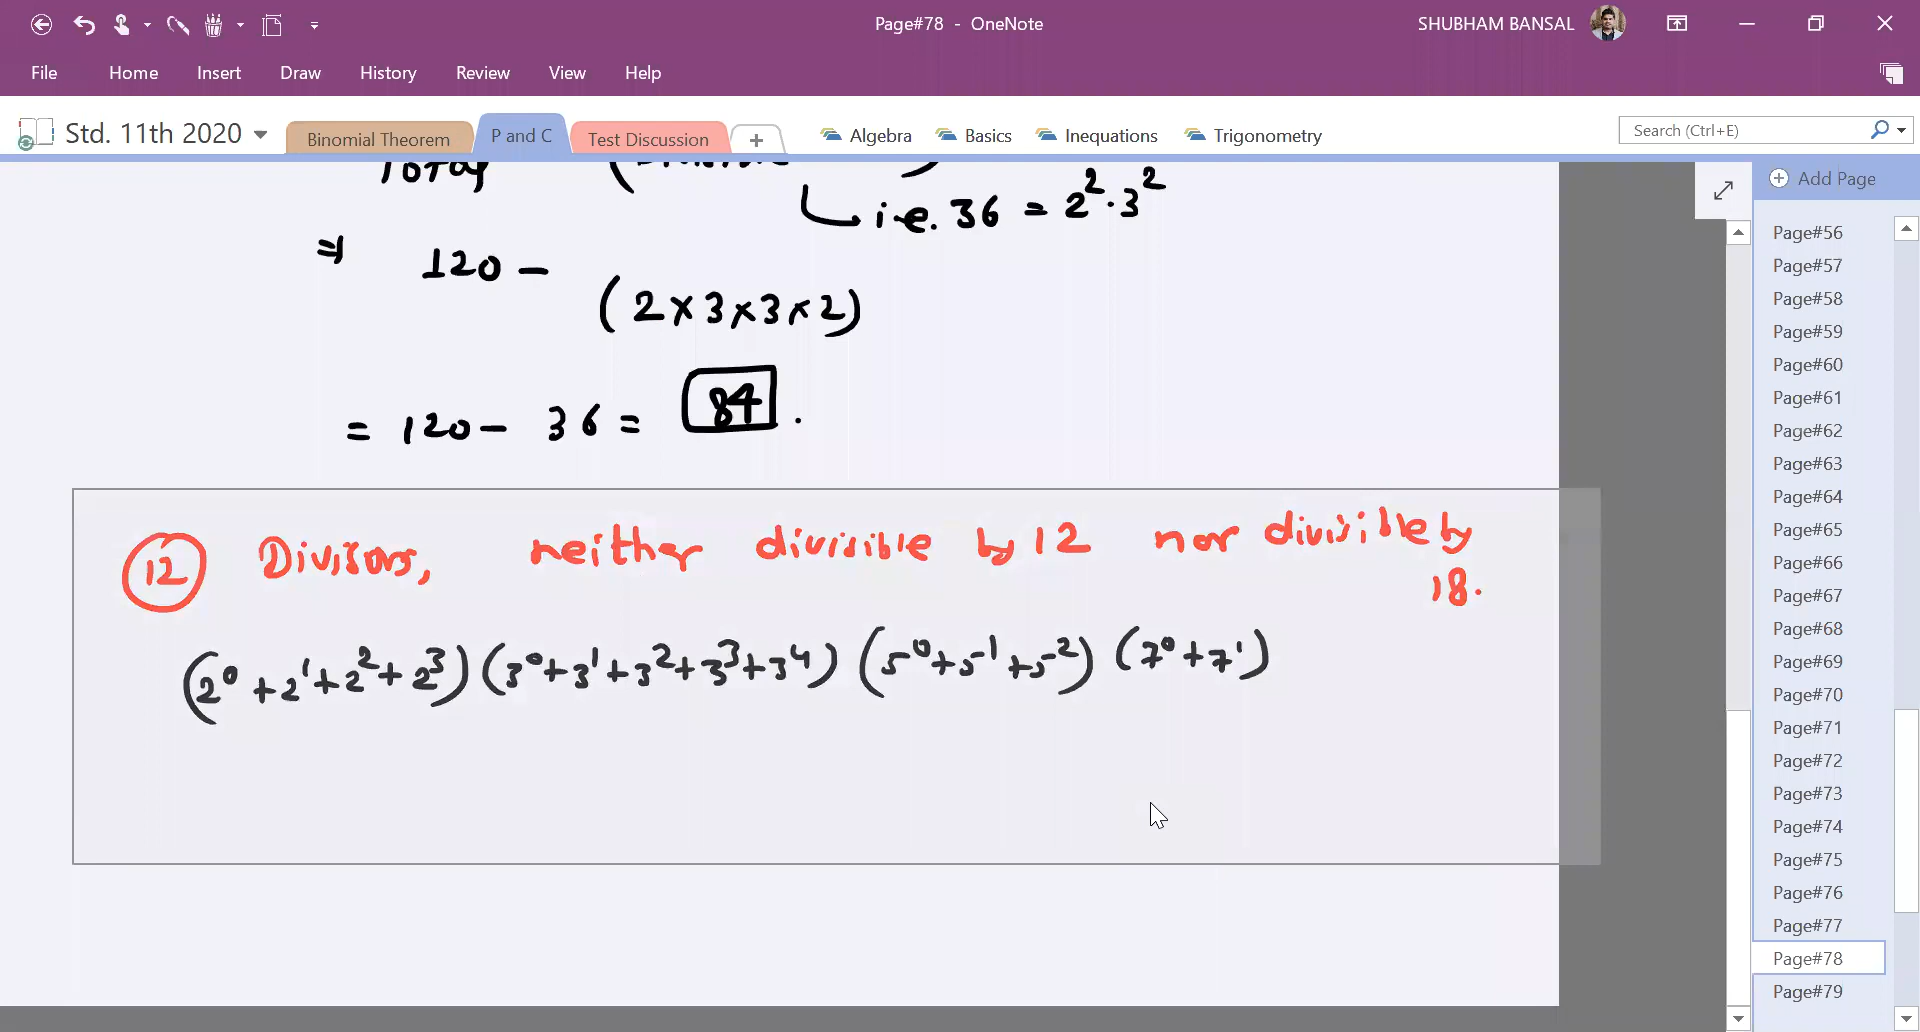 Page#78 - OneNote
SHUBHAM BANSAL
File Home Insert Draw History Review View Help
Std. 11th 2020
Binomial Theorem P and C Test Discussion + Algebra Basics Inequations Trigonometry
Search (Ctrl+E)
Add Page
Total
i.e. 36 = 2² · 3²
⇒ 120 −
(2 × 3 × 3 × 2)
= 120 − 36 = 84 .
12 Divisors, neither divisible by 12 nor divisible by
18.
(2⁰ + 2¹ + 2² + 2³) (3⁰ + 3¹ + 3² + 3³ + 3⁴) (5⁰ + 5¹ + 5²) (7⁰ + 7¹)
Page#56
Page#57
Page#58
Page#59
Page#60
Page#61
Page#62
Page#63
Page#64
Page#65
Page#66
Page#67
Page#68
Page#69
Page#70
Page#71
Page#72
Page#73
Page#74
Page#75
Page#76
Page#77
Page#78
Page#79